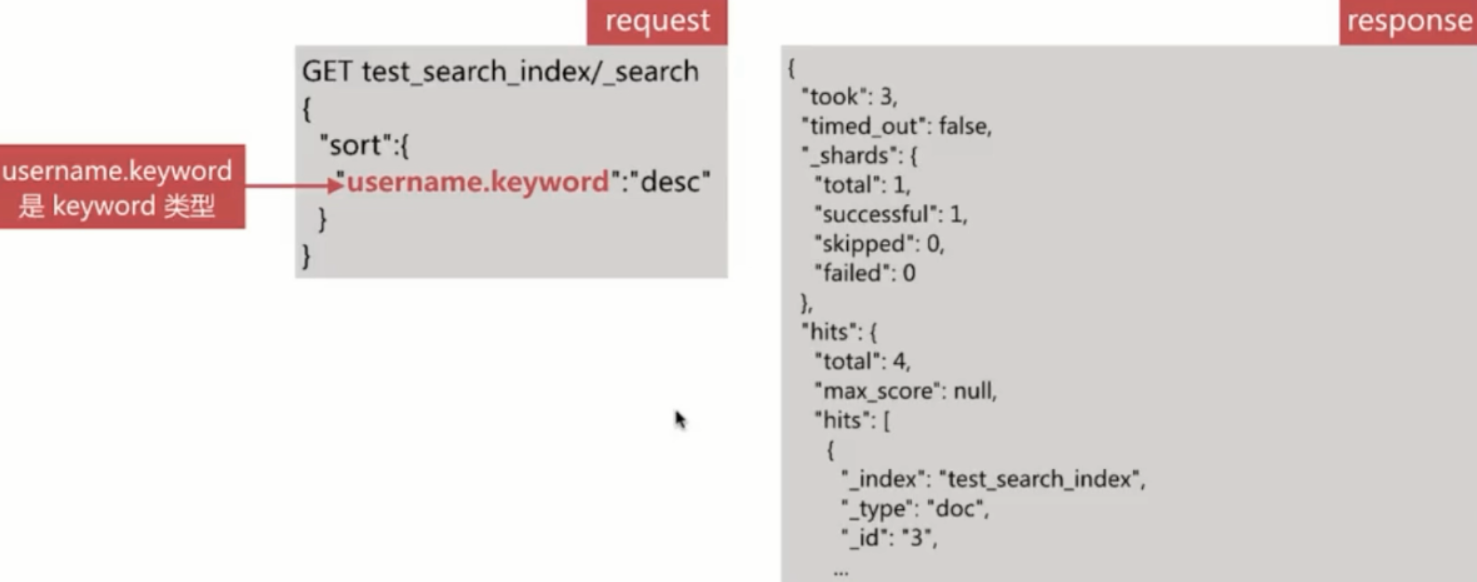 request
GET test_search_index/_search
{
"sort":{
"username.keyword":"desc"
}
}
username.keyword
是 keyword 类型
response
{
"took": 3,
"timed_out": false,
"_shards": {
"total": 1,
"successful": 1,
"skipped": 0,
"failed": 0
},
"hits": {
"total": 4,
"max_score": null,
"hits": [
{
"_index": "test_search_index",
"_type": "doc",
"_id": "3",
...